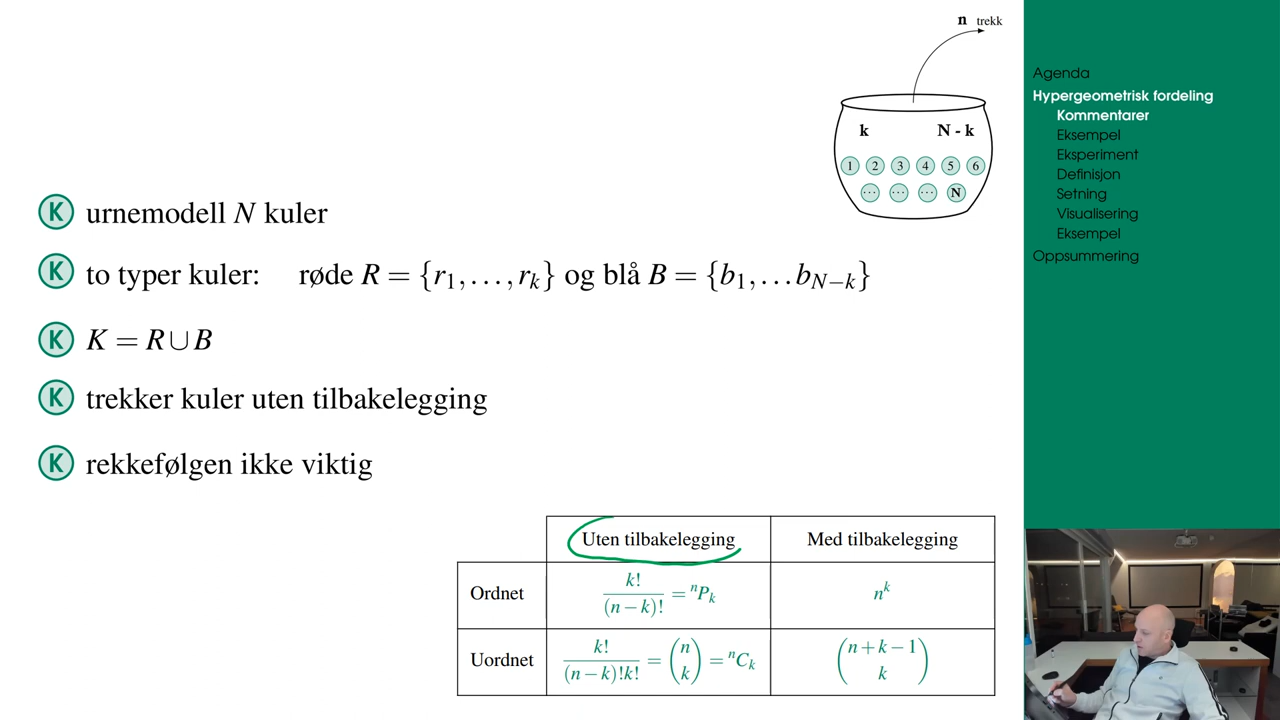 n trekk
k N - k
1 2 3 4 5 6
... ... ... N
K urnemodell N kuler
K to typer kuler: røde R = {r₁,...,rₖ} og blå B = {b₁,...b_{N−k}}
K K = R ∪ B
K trekker kuler uten tilbakelegging
K rekkefølgen ikke viktig
Uten tilbakelegging Med tilbakelegging
Ordnet k!/(n−k)! = ⁿPₖ nᵏ
Uordnet k!/((n−k)!k!) = (n k) = ⁿCₖ (n+k−1 k)
Agenda
Hypergeometrisk fordeling
Kommentarer
Eksempel
Eksperiment
Definisjon
Setning
Visualisering
Eksempel
Oppsummering